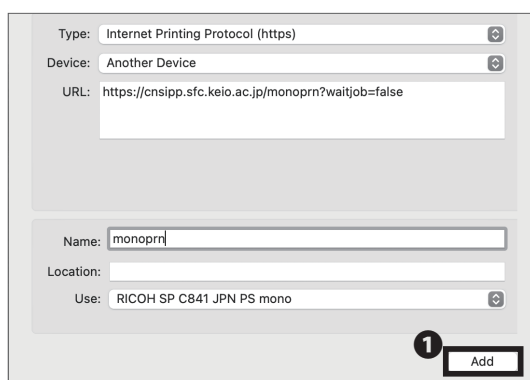 Type: Internet Printing Protocol (https)
Device: Another Device
URL: https://cnsipp.sfc.keio.ac.jp/monoprn?waitjob=false
Name: monoprn
Location:
Use: RICOH SP C841 JPN PS mono
1
Add